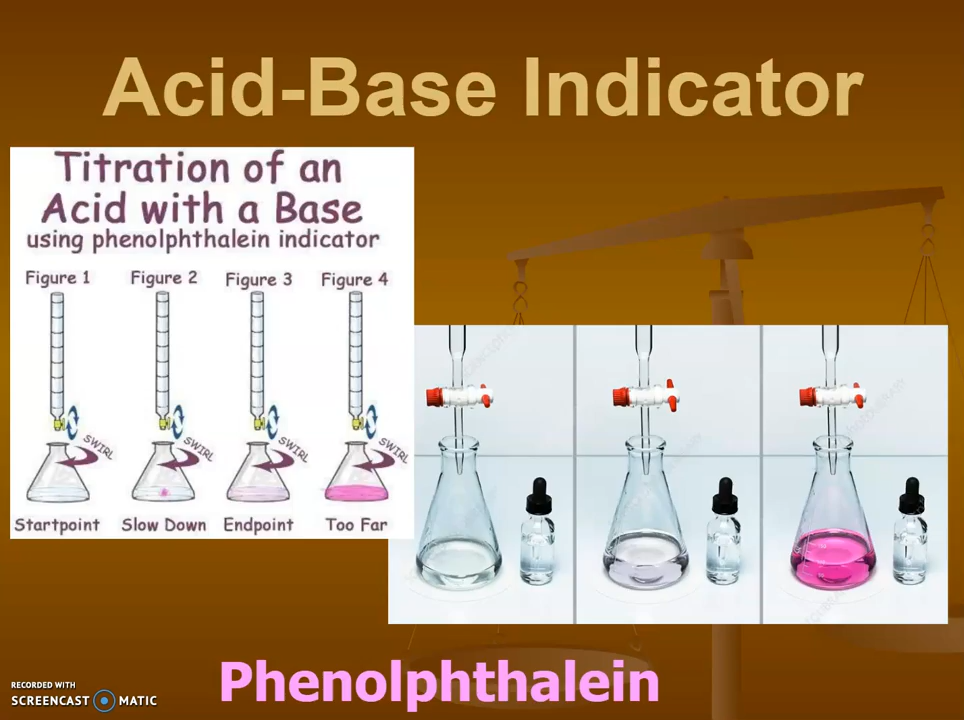 Acid-Base Indicator
Titration of an
Acid with a Base
using phenolphthalein indicator
Figure 1 Figure 2 Figure 3 Figure 4
SWIRL SWIRL SWIRL SWIRL
Startpoint Slow Down Endpoint Too Far
Phenolphthalein
RECORDED WITH
SCREENCAST MATIC